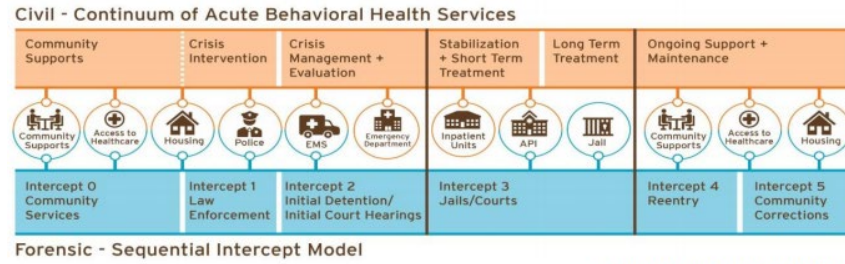 Civil - Continuum of Acute Behavioral Health Services
Community
Supports
Crisis
Intervention
Crisis
Management +
Evaluation
Stabilization
+ Short Term
Treatment
Long Term
Treatment
Ongoing Support +
Maintenance
Community
Supports
Access to
Healthcare
Housing
Police
EMS
Emergency
Department
Inpatient
Units
API
Jail
Community
Supports
Access to
Healthcare
Housing
Intercept 0
Community
Services
Intercept 1
Law
Enforcement
Intercept 2
Initial Detention/
Initial Court Hearings
Intercept 3
Jails/Courts
Intercept 4
Reentry
Intercept 5
Community
Corrections
Forensic - Sequential Intercept Model